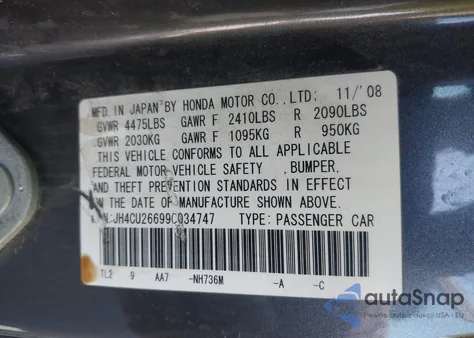 MFD. IN JAPAN BY HONDA MOTOR CO., LTD; 11/'08
GVWR 4475LBS GAWR F 2410LBS R 2090LBS
GVWR 2030KG GAWR F 1095KG R 950KG
THIS VEHICLE CONFORMS TO ALL APPLICABLE
FEDERAL MOTOR VEHICLE SAFETY , BUMPER,
AND THEFT PREVENTION STANDARDS IN EFFECT
ON THE DATE OF MANUFACTURE SHOWN ABOVE.
JH4CU26699C034747 TYPE: PASSENGER CAR
TL2 9 AA7 -NH736M -A -C
autaSnap